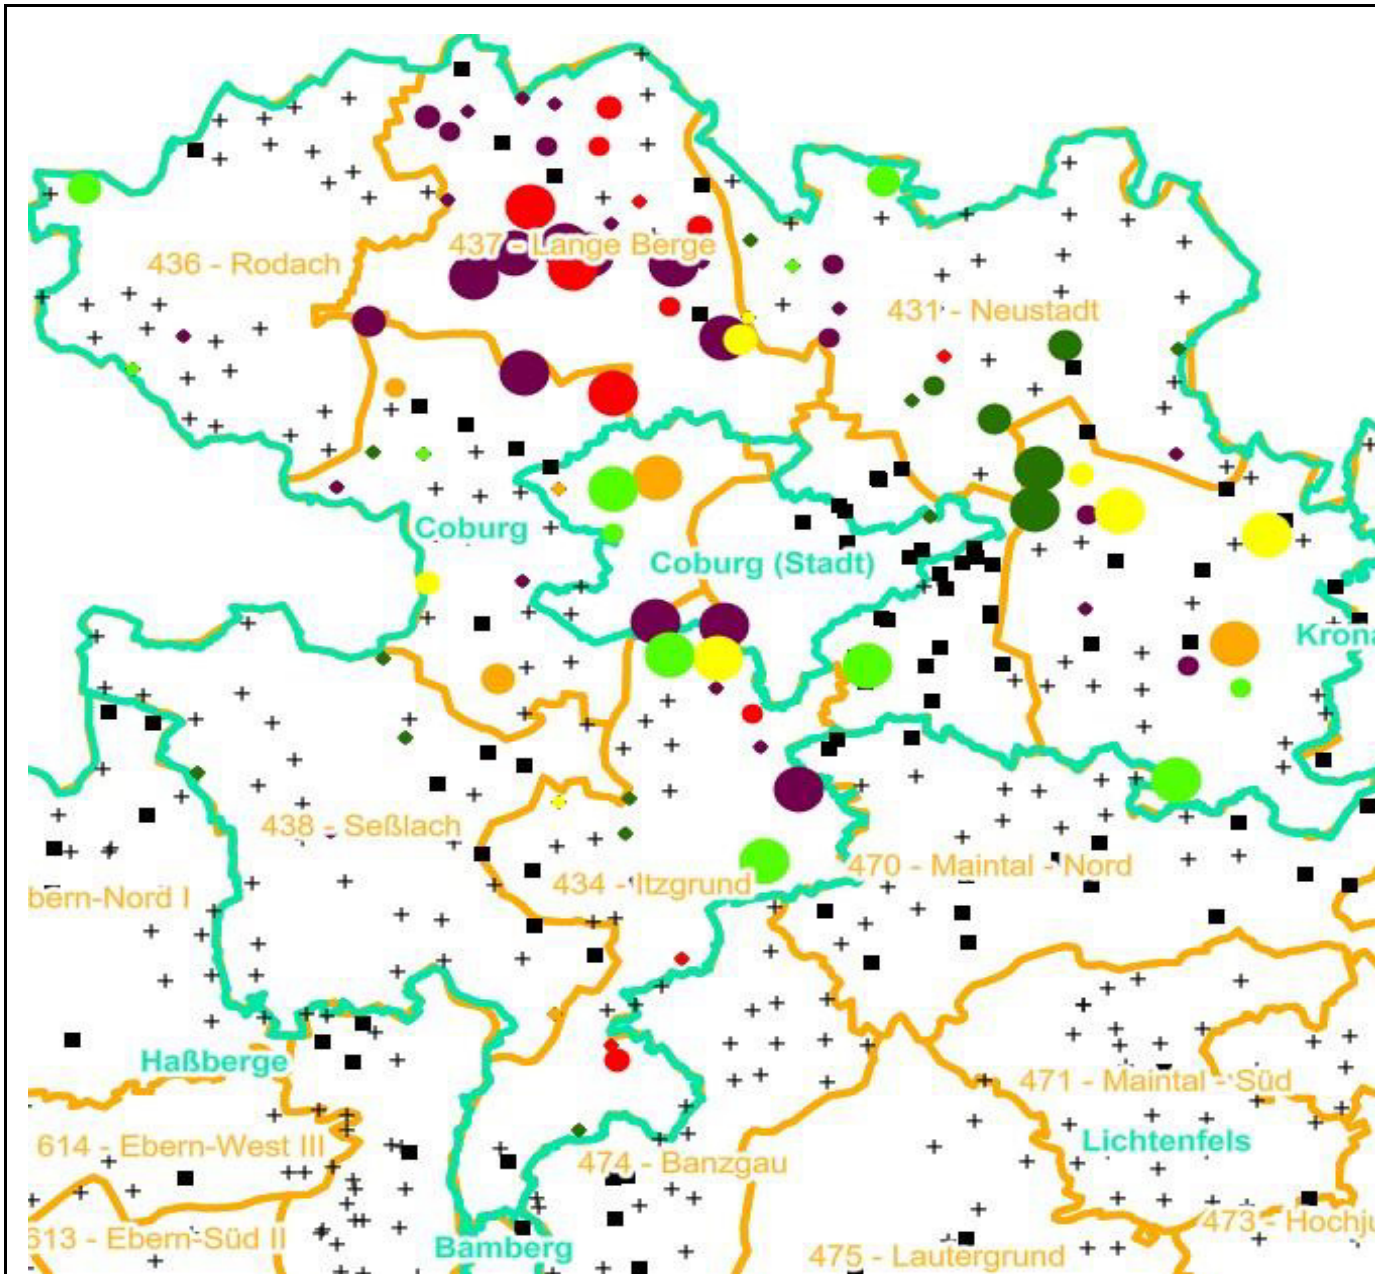 437 - Lange Berge
436 - Rodach
431 - Neustadt
Coburg
Coburg (Stadt)
Krona
438 - Seßlach
434 - Itzgrund
470 - Maintal - Nord
bern-Nord I
Haßberge
471 - Maintal - Süd
614 - Ebern-West III
Lichtenfels
474 - Banzgau
473 - Hochju
613 - Ebern-Süd II
Bamberg
475 - Lautergrund